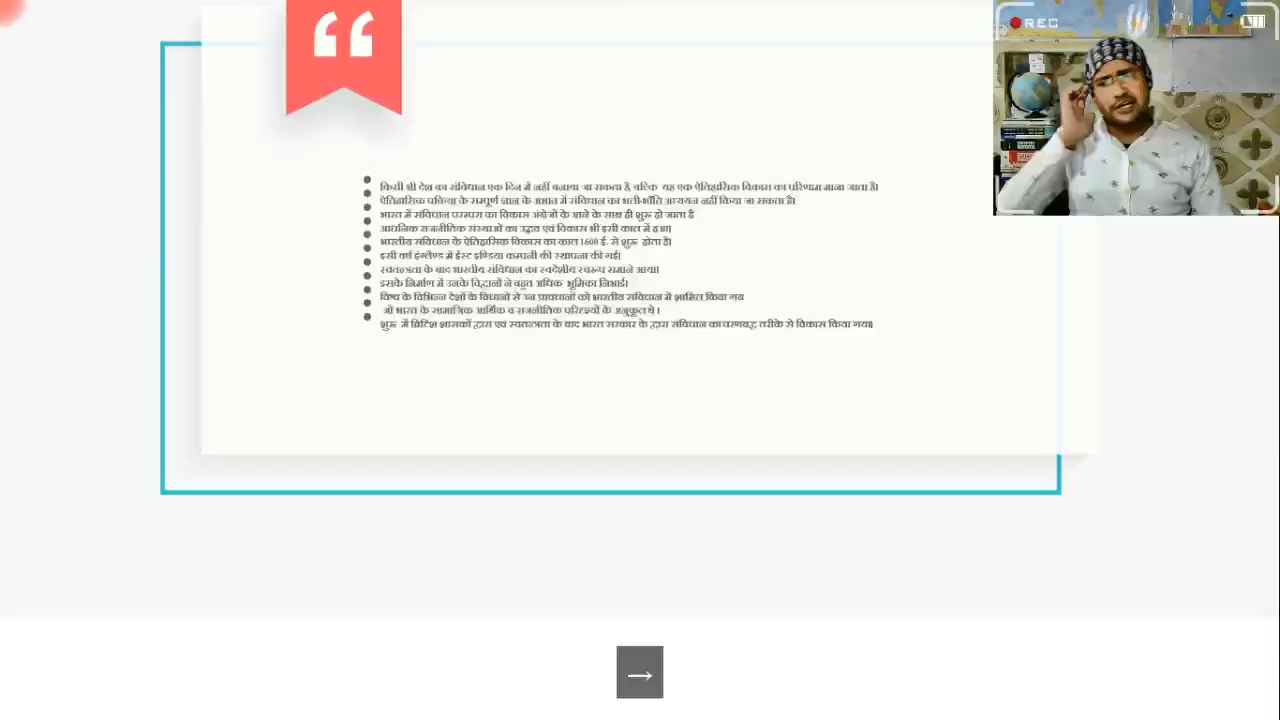 “
REC
किसी भी देश का संविधान एक दिन में नहीं बनाया जा सकता है, बल्कि यह एक ऐतिहासिक विकास का परिणाम माना जाता है।
ऐतिहासिक प्रक्रिया के सम्पूर्ण ज्ञान के अभाव में संविधान का भली-भाँति अध्ययन नहीं किया जा सकता है।
भारत में संविधान परम्परा का विकास अंग्रेजों के आने के साथ ही शुरू हो जाता है
आधुनिक राजनीतिक संस्थाओं का उद्भव एवं विकास भी इसी काल में हुआ।
भारतीय संविधान के ऐतिहासिक विकास का काल 1600 ई. से शुरू होता है।
इसी वर्ष इंग्लैण्ड में ईस्ट इण्डिया कम्पनी की स्थापना की गई।
स्वतन्त्रता के बाद भारतीय संविधान का स्वदेशीय स्वरूप समाने आया।
इसके निर्माण में उनके विद्वानों ने बहुत अधिक भूमिका निभाई।
विश्व के विभिन्न देशों के विधानों से उन प्रावधानों को भारतीय संविधान में शामिल किया गय
जो भारत के सामाजिक आर्थिक व राजनीतिक परिदृश्यों के अनुकूल थे ।
शुरू में ब्रिटिश शासकों द्वारा एवं स्वतन्त्रता के बाद भारत सरकार के द्वारा संविधान का चरणबद्ध तरीके से विकास किया गया।
→